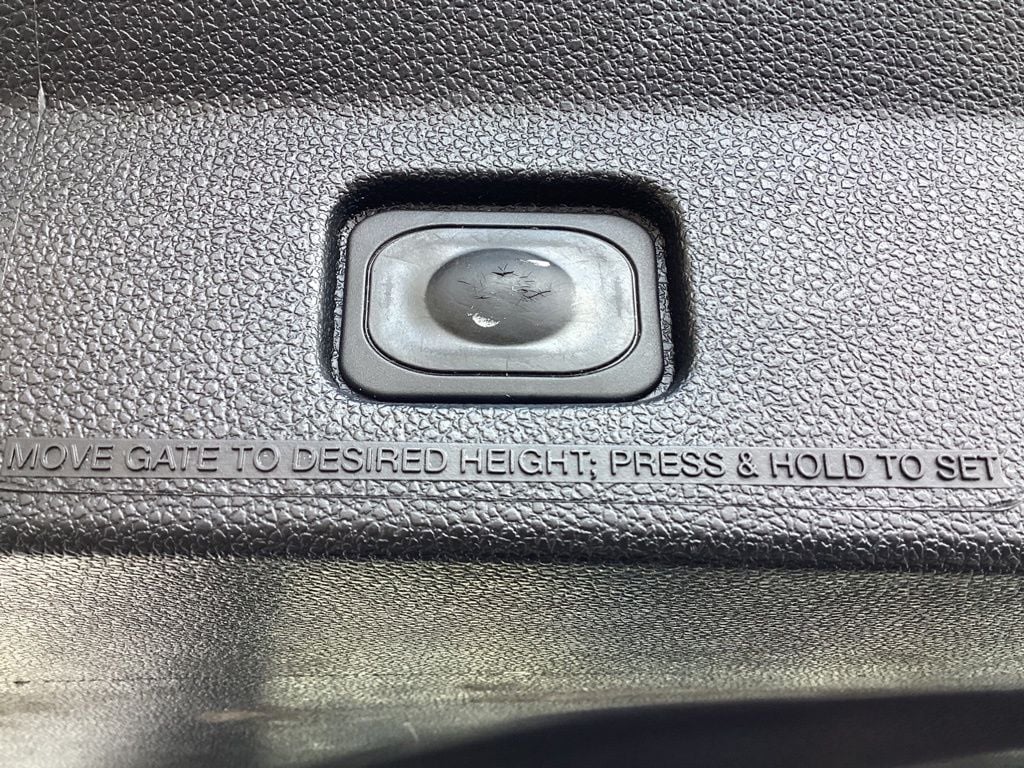 MOVE GATE TO DESIRED HEIGHT; PRESS & HOLD TO SET